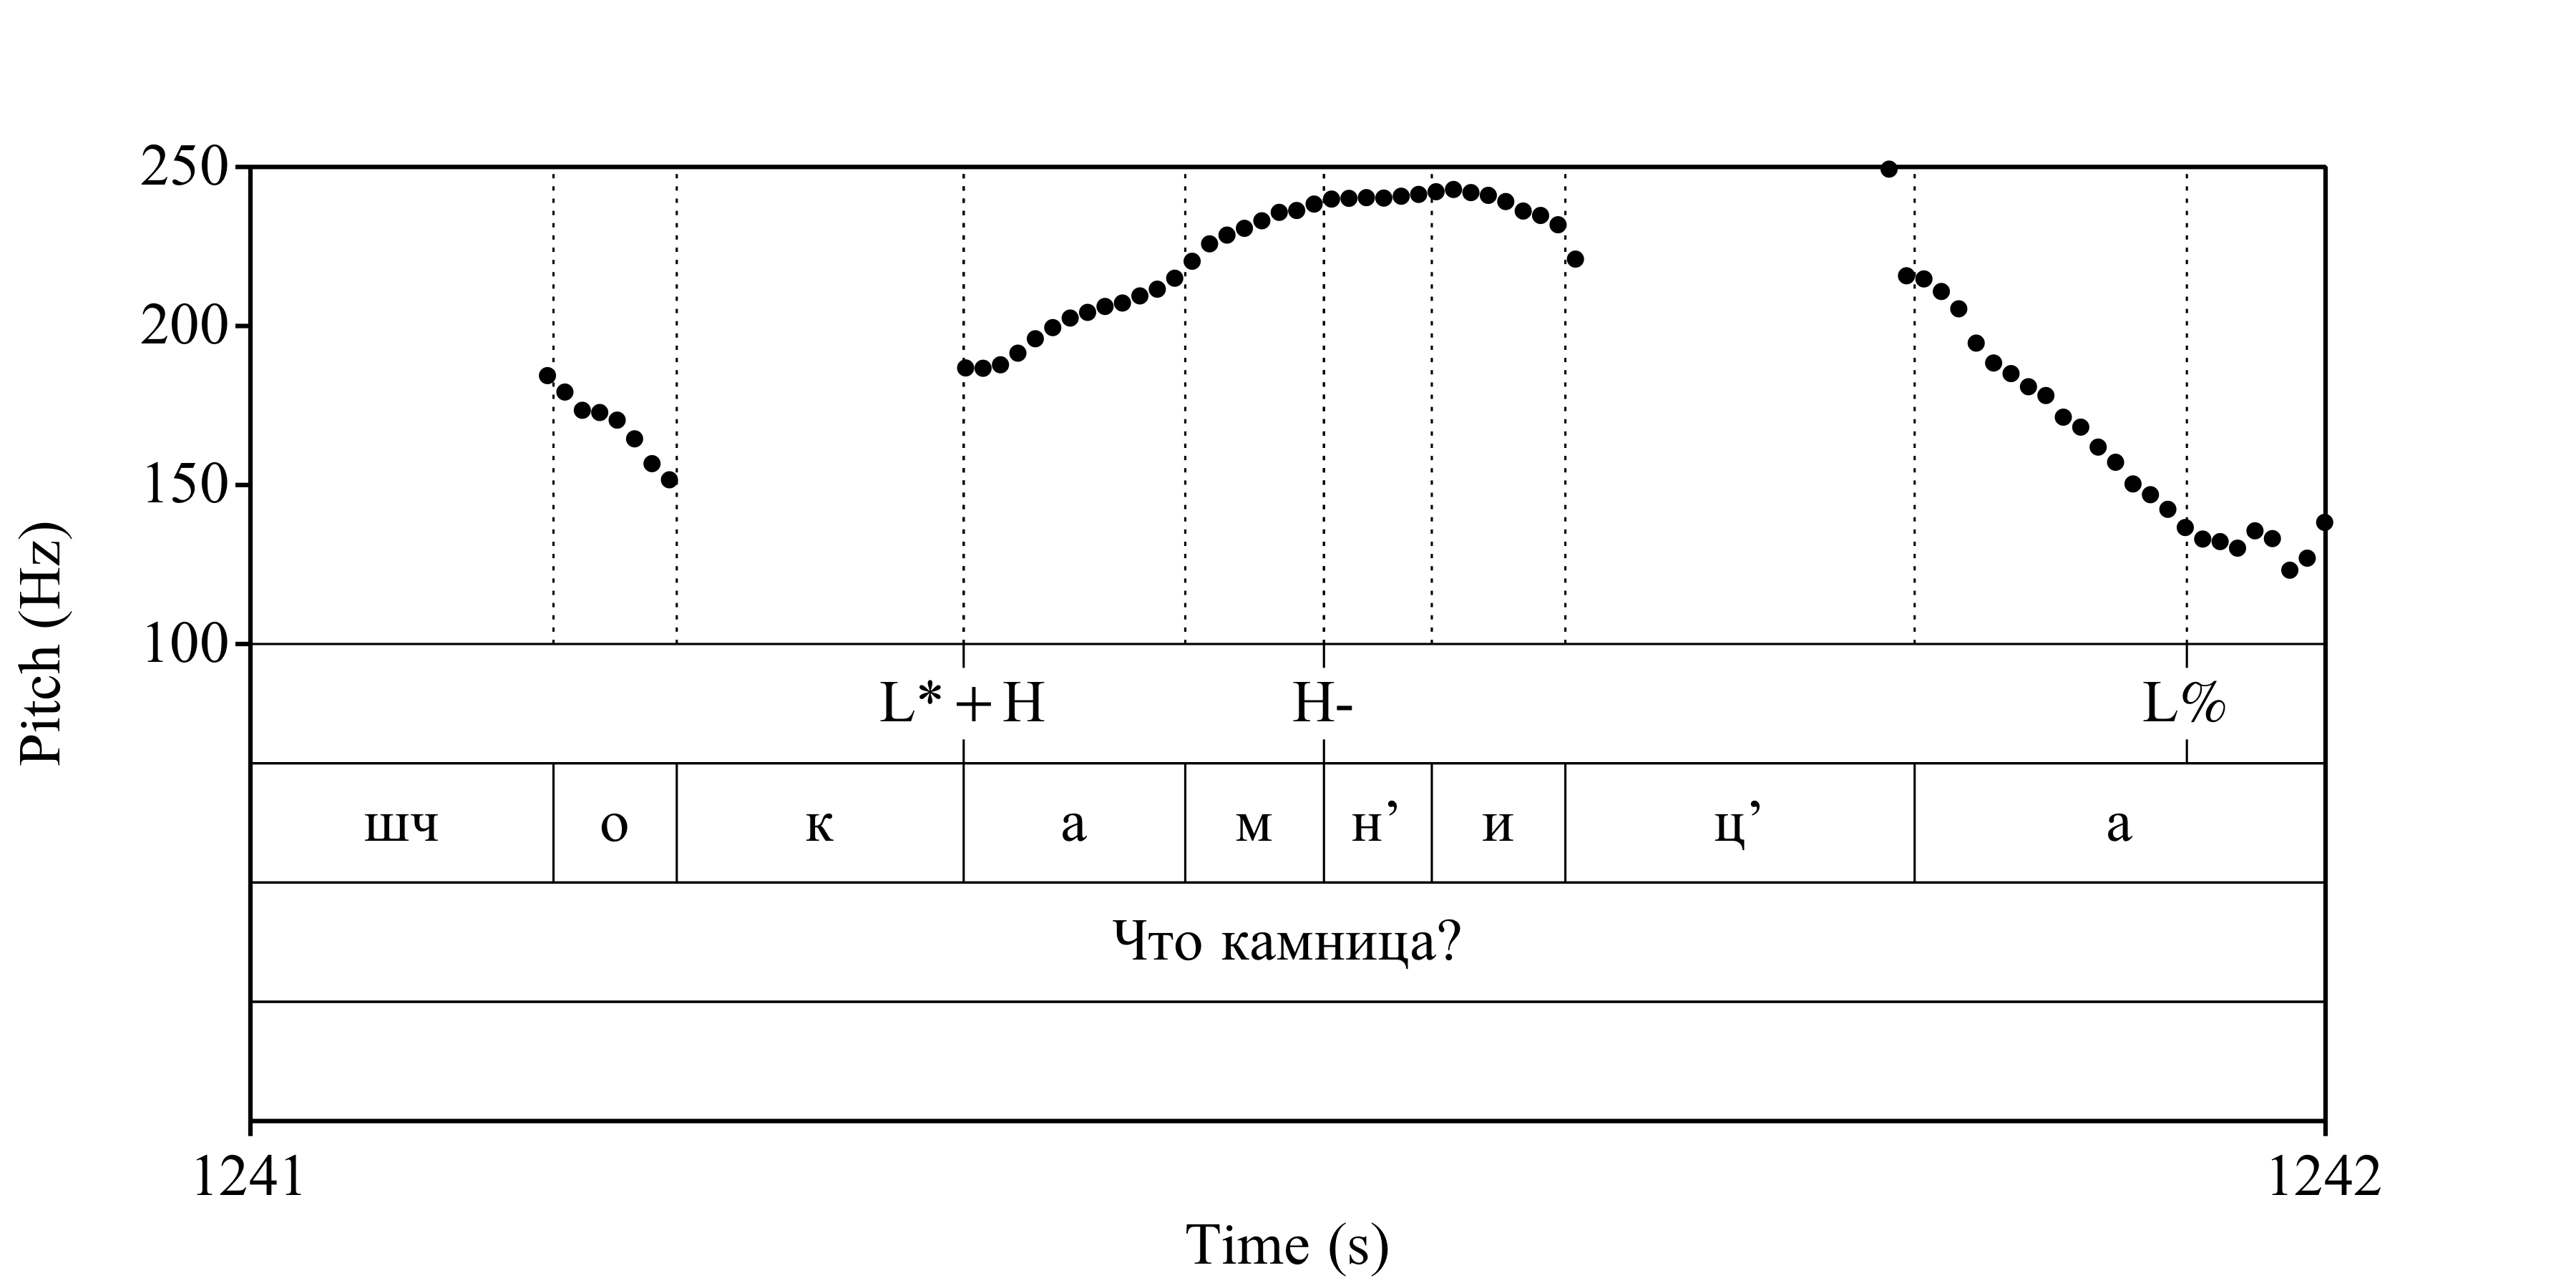 250
200
150
100
Pitch (Hz)
L*+H H- L%
шч о к а м н’ и ц’ а
Что камница?
1241 1242
Time (s)